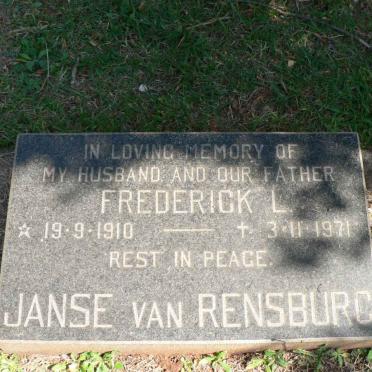 IN LOVING MEMORY OF
MY HUSBAND AND OUR FATHER
FREDERICK L.
☆ 19·9·1910 — + 3·11·1971
REST IN PEACE.
JANSE VAN RENSBURG